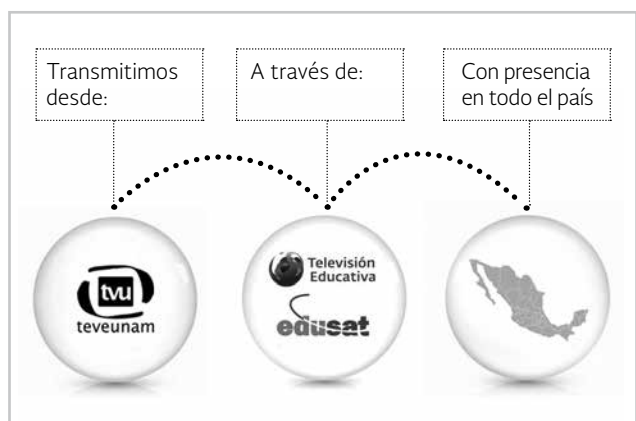 Transmitimos
desde:
A través de:
Con presencia
en todo el país
tvu
teveunam
Televisión
Educativa
edusat